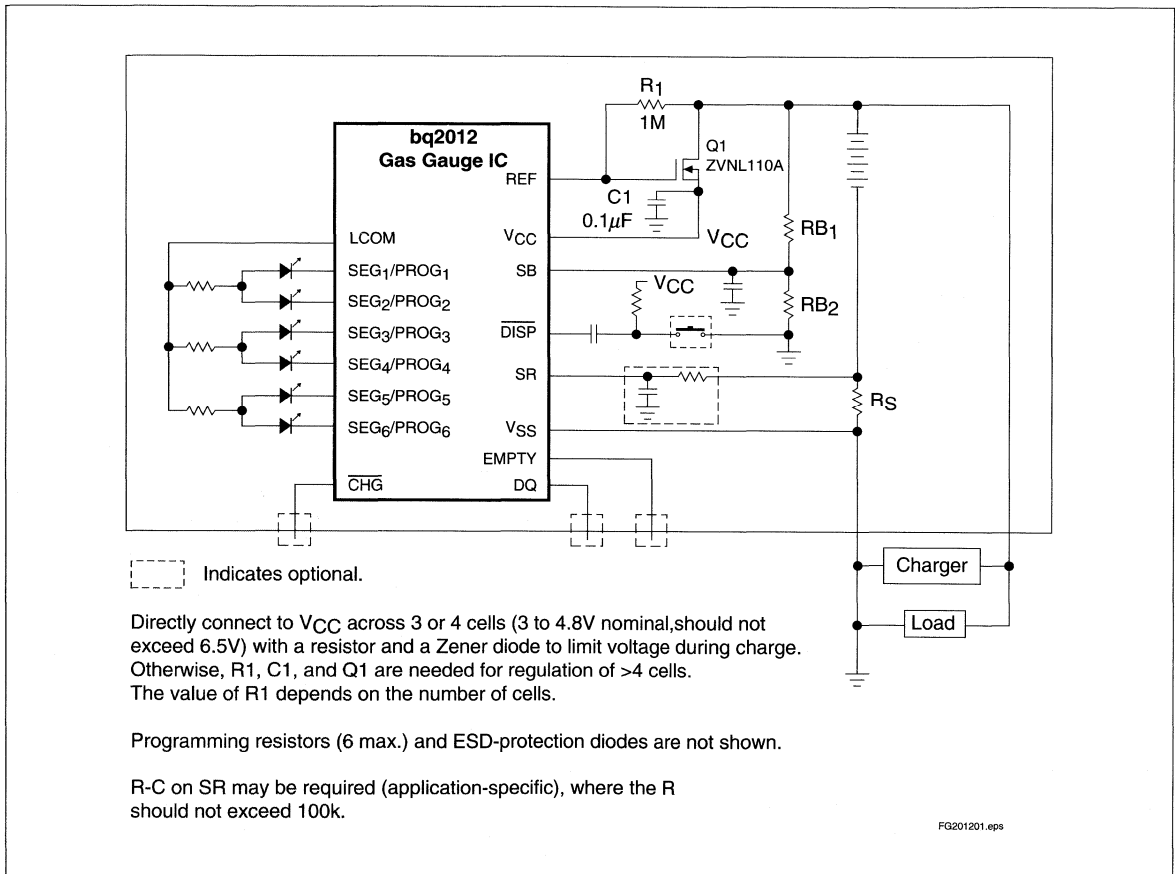 bq2012
Gas Gauge IC
REF
VCC
SB
DISP
SR
VSS
EMPTY
DQ
LCOM
SEG1/PROG1
SEG2/PROG2
SEG3/PROG3
SEG4/PROG4
SEG5/PROG5
SEG6/PROG6
CHG
R1
1M
Q1
ZVNL110A
C1
0.1µF
VCC
RB1
VCC
RB2
RS
Charger
Load
Indicates optional.
Directly connect to VCC across 3 or 4 cells (3 to 4.8V nominal,should not
exceed 6.5V) with a resistor and a Zener diode to limit voltage during charge.
Otherwise, R1, C1, and Q1 are needed for regulation of >4 cells.
The value of R1 depends on the number of cells.
Programming resistors (6 max.) and ESD-protection diodes are not shown.
R-C on SR may be required (application-specific), where the R
should not exceed 100k.
FG201201.eps